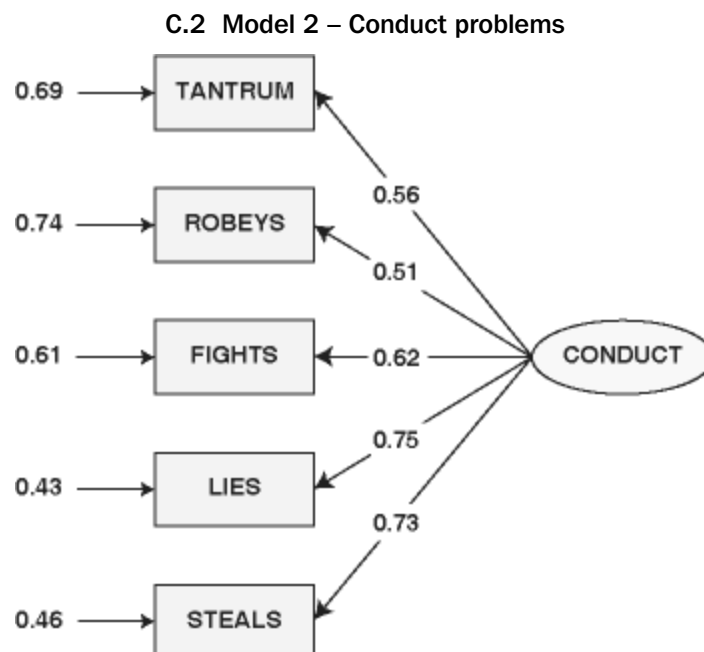 C.2 Model 2 – Conduct problems
0.69 TANTRUM
0.56
0.74 ROBEYS
0.51
0.61 FIGHTS 0.62 CONDUCT
0.75
0.43 LIES
0.73
0.46 STEALS